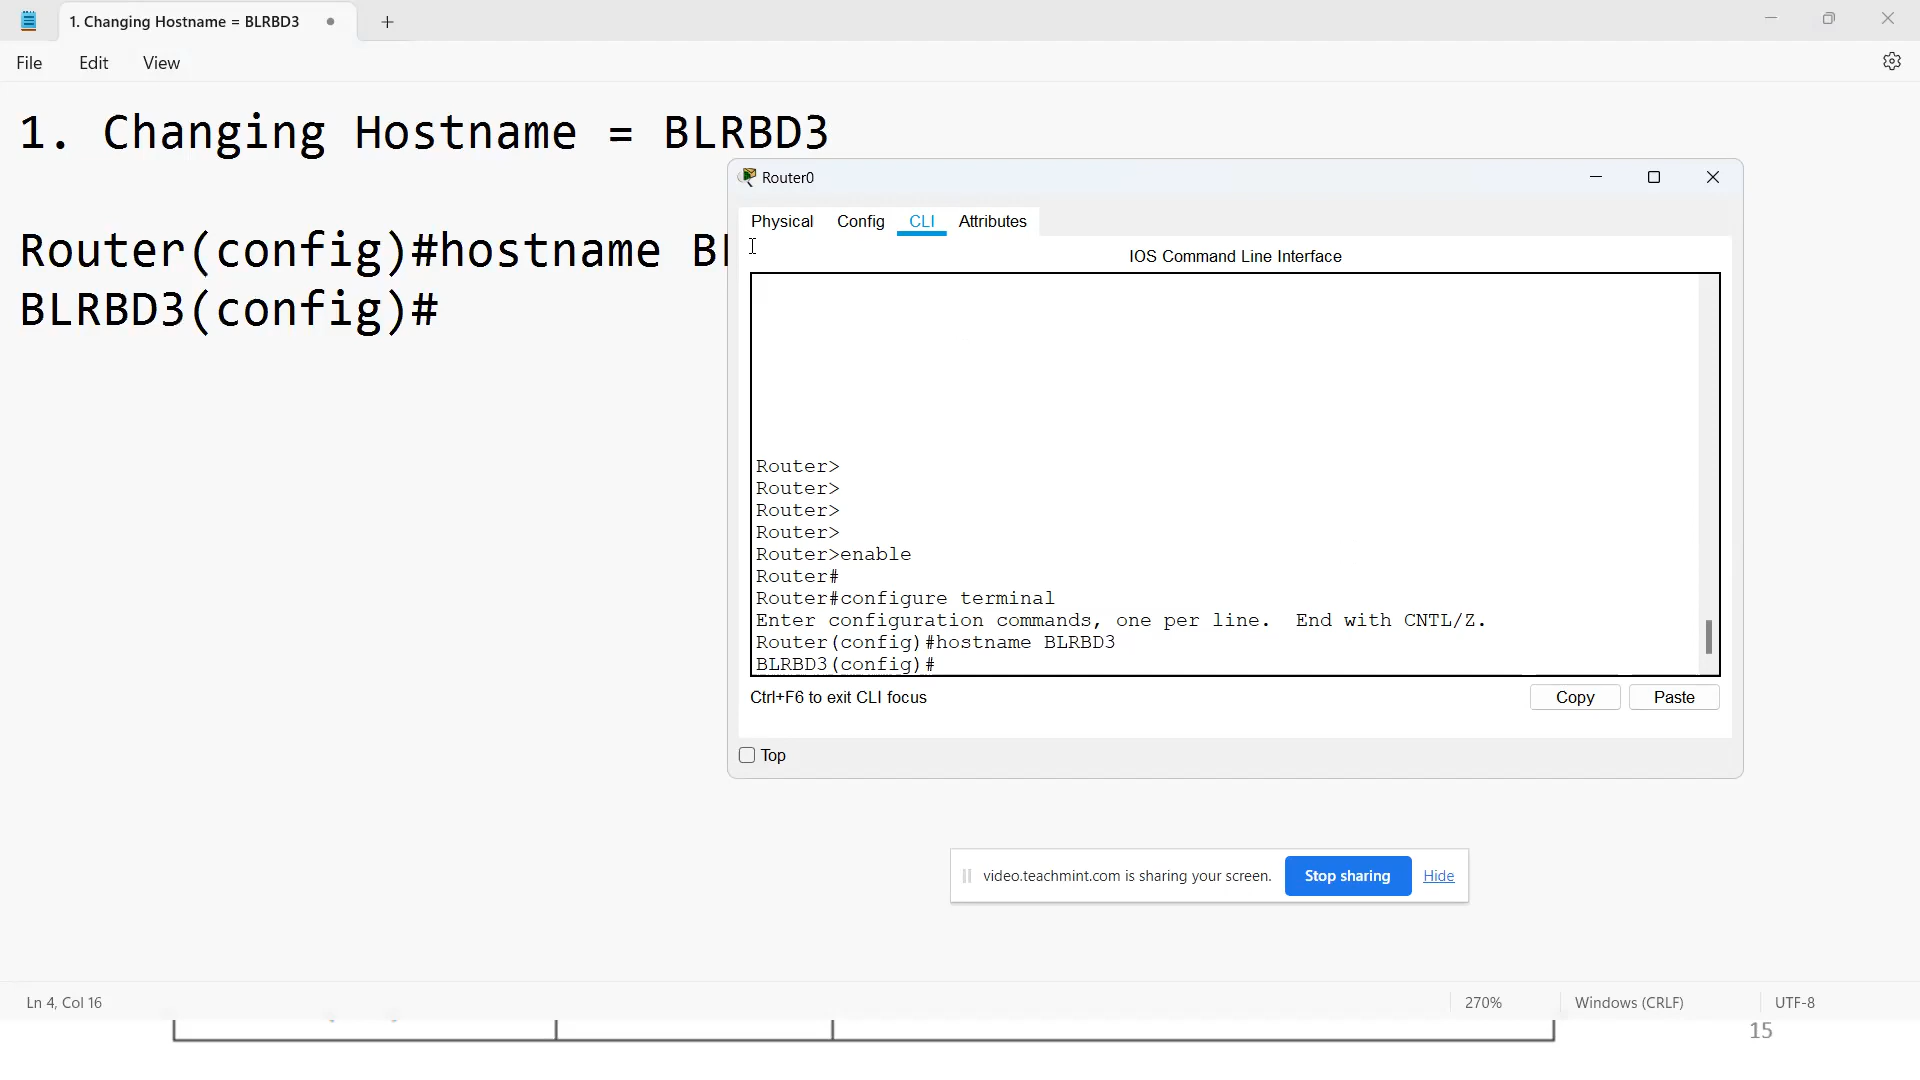 1. Changing Hostname = BLRBD3
File Edit View
1. Changing Hostname = BLRBD3
Router(config)#hostname
BLRBD3(config)#
Router0
Physical Config CLI Attributes
IOS Command Line Interface
Router>
Router>
Router>
Router>
Router>enable
Router#
Router#configure terminal
Enter configuration commands, one per line. End with CNTL/Z.
Router(config)#hostname BLRBD3
BLRBD3(config)#
Ctrl+F6 to exit CLI focus
Copy Paste
Top
video.teachmint.com is sharing your screen. Stop sharing Hide
Ln 4, Col 16 270% Windows (CRLF) UTF-8
15